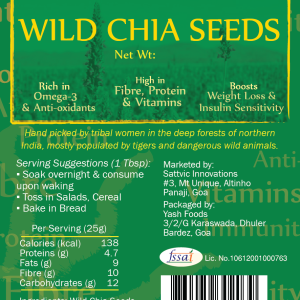 WILD CHIA SEEDS
Net Wt:
Rich in
Omega-3
& Anti-oxidants
High in
Fibre, Protein
& Vitamins
Boosts
Weight Loss &
Insulin Sensitivity
Hand picked by tribal women in the deep forests of northern
India, mostly populated by tigers and dangerous wild animals.
Serving Suggestions (1 Tbsp):
• Soak overnight & consume
upon waking
• Toss in Salads, Cereal
• Bake in Bread
Per Serving (25g)
Calories (kcal) 138
Proteins (g) 4.7
Fats (g) 9
Fibre (g) 10
Carbohydrates (g) 12
Ingredients: Wild Chia Seeds
Marketed by:
Sattvic Innovations
#3, Mt Unique, Altinho
Panaji, Goa
Packaged by:
Yash Foods
3/2/G Karaswada, Dhuler
Bardez, Goa
fssai
Lic. No.10612001000763